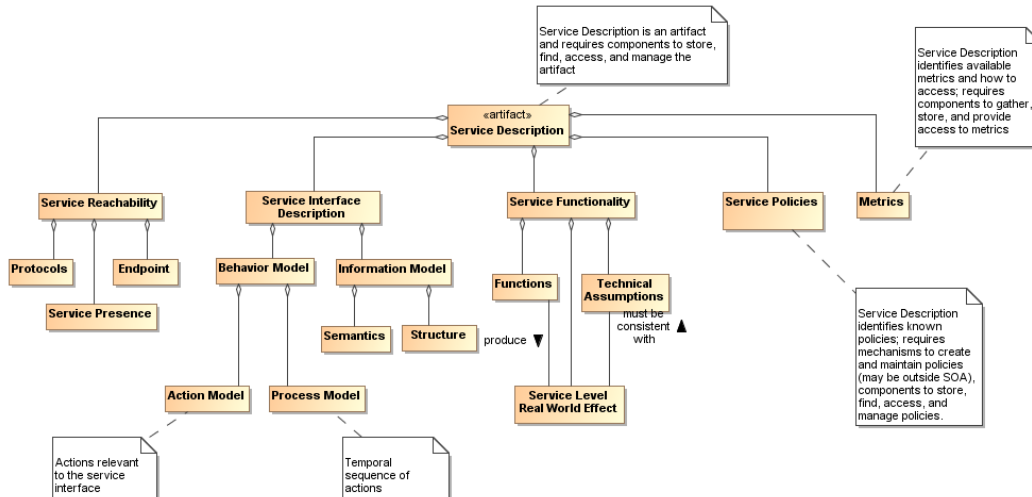 Service Description is an artifact
and requires components to store,
find, access, and manage the
artifact
Service Description
identifies available
metrics and how to
access; requires
components to gather,
store, and provide
access to metrics
«artifact»
Service Description
Service Reachability
Service Interface
Description
Service Functionality
Service Policies
Metrics
Protocols
Endpoint
Service Presence
Behavior Model
Information Model
Semantics
Structure
Functions
Technical
Assumptions
produce
must be
consistent
with
Action Model
Process Model
Service Level
Real World Effect
Service Description
identifies known
policies; requires
mechanisms to create
and maintain policies
(may be outside SOA),
components to store,
find, access, and
manage policies.
Actions relevant
to the service
interface
Temporal
sequence of
actions